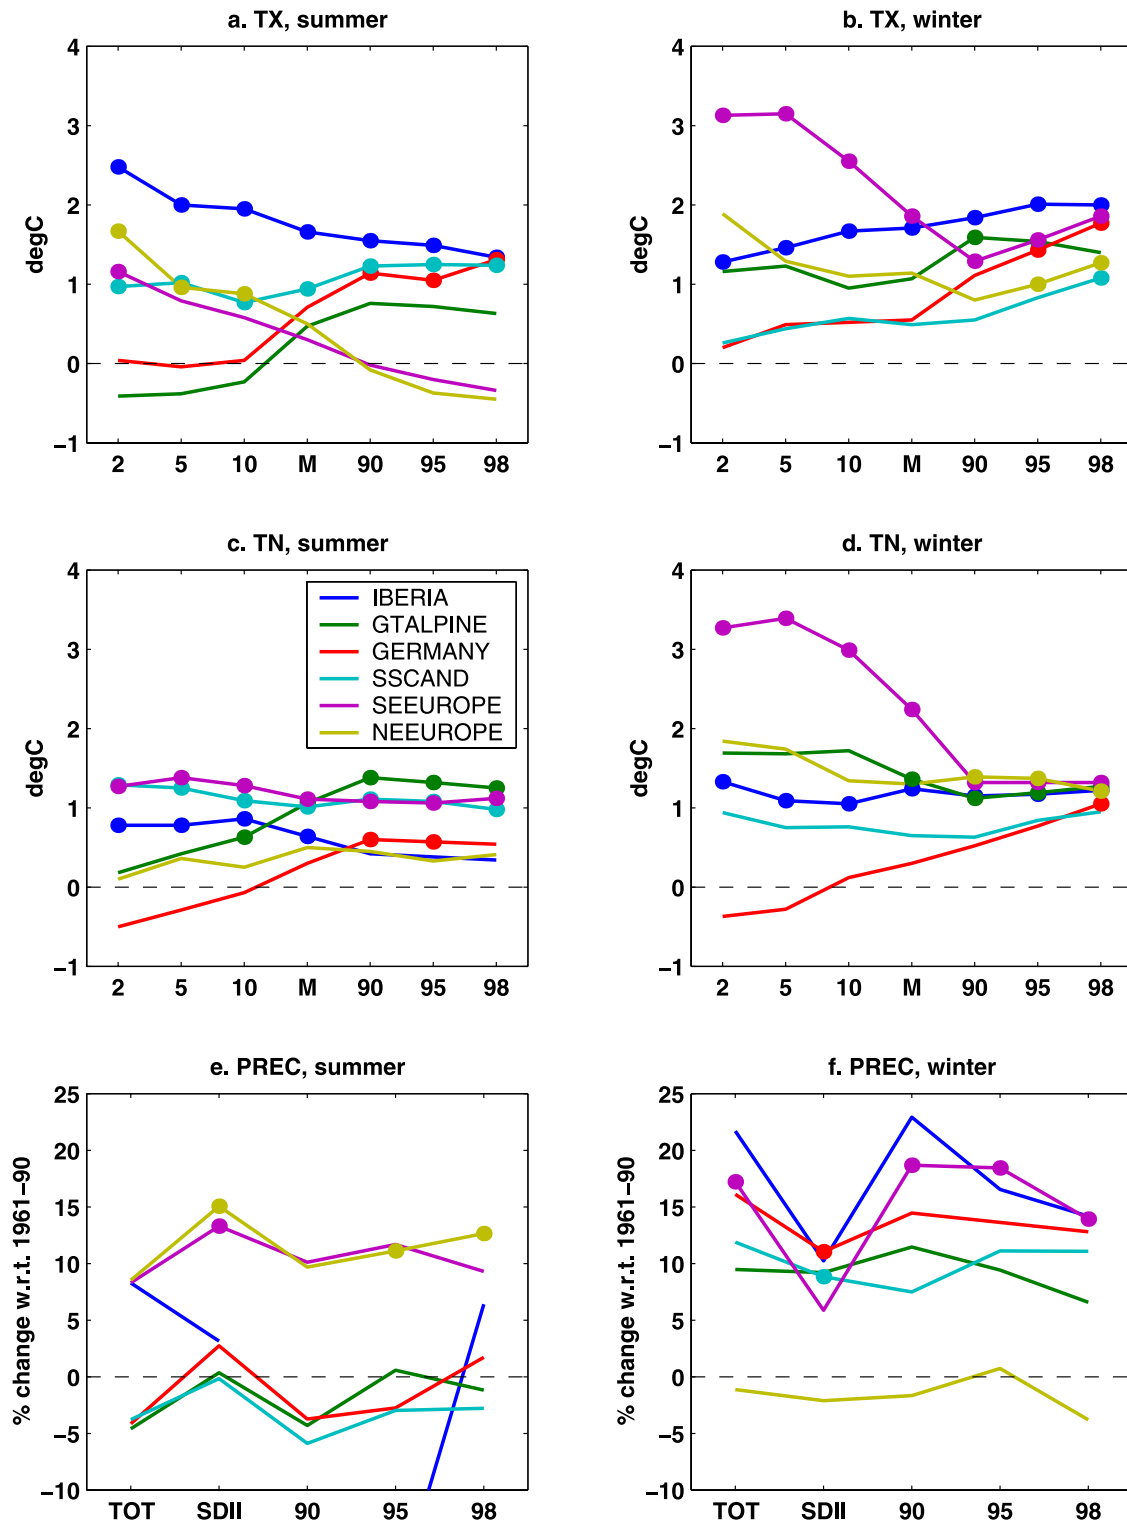 a. TX, summer
b. TX, winter
4
3
2
1
0
−1
degC
2 5 10 M 90 95 98
4
3
2
1
0
−1
degC
2 5 10 M 90 95 98
c. TN, summer
d. TN, winter
4
3
2
1
0
−1
degC
IBERIA
GTALPINE
GERMANY
SSCAND
SEEUROPE
NEEUROPE
2 5 10 M 90 95 98
4
3
2
1
0
−1
degC
2 5 10 M 90 95 98
e. PREC, summer
f. PREC, winter
25
20
15
10
5
0
−5
−10
% change w.r.t. 1961−90
TOT SDII 90 95 98
25
20
15
10
5
0
−5
−10
% change w.r.t. 1961−90
TOT SDII 90 95 98